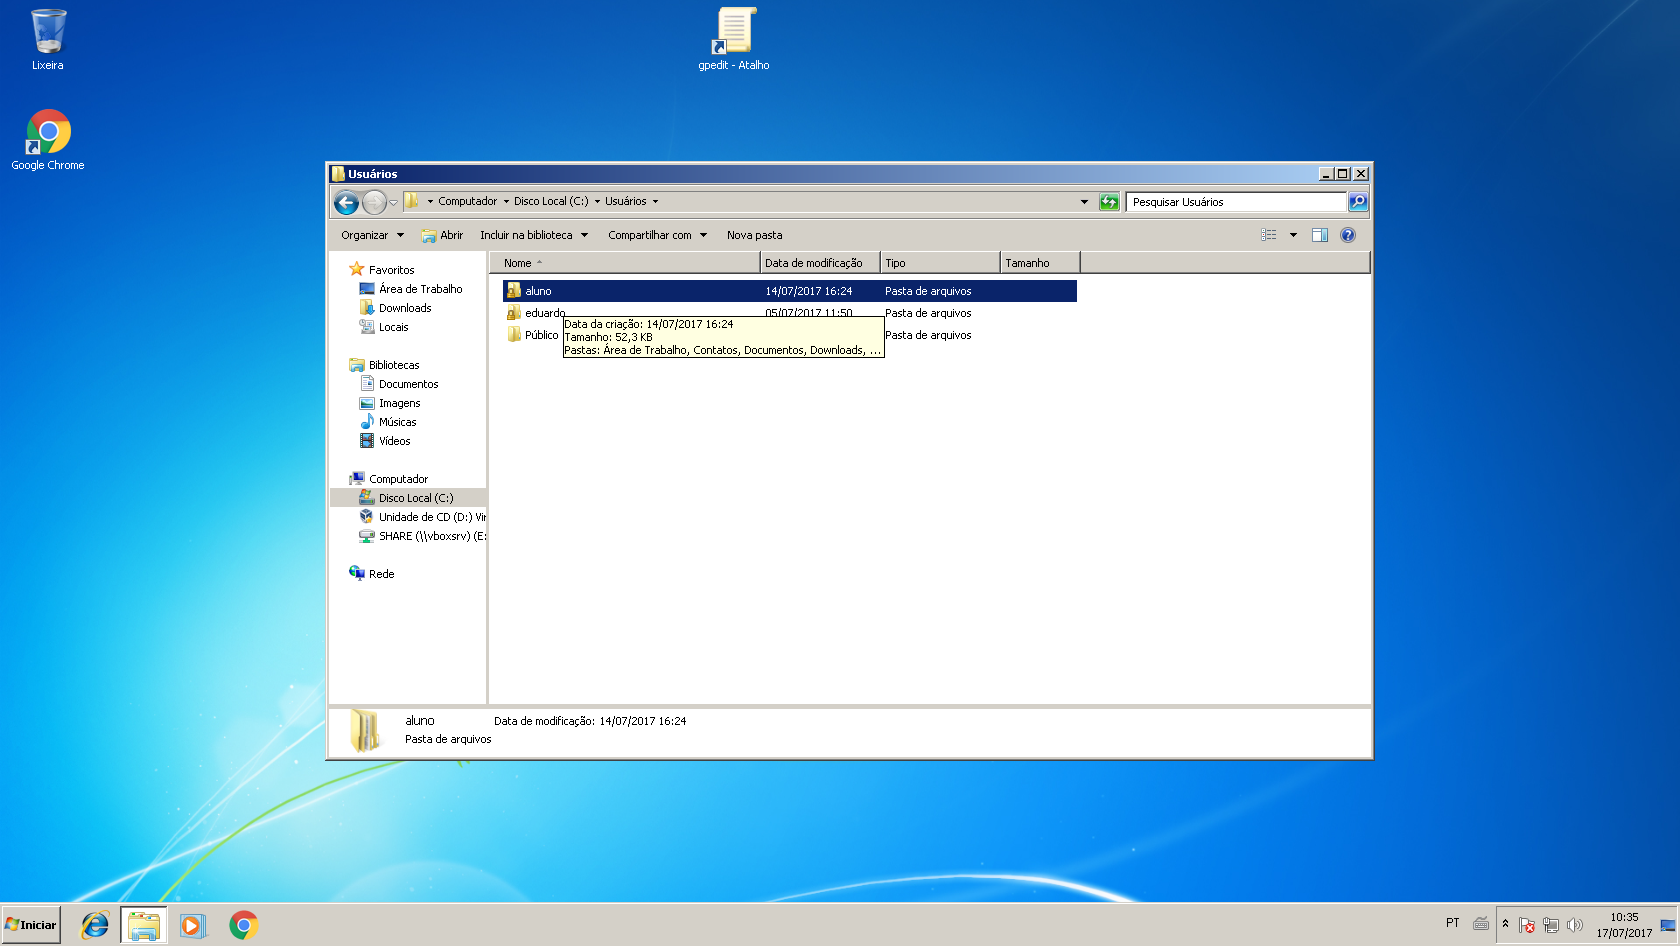 Lixeira
gpedit - Atalho
Google Chrome
Usuários
Computador Disco Local (C:) Usuários
Pesquisar Usuários
Organizar Abrir Incluir na biblioteca Compartilhar com Nova pasta
Nome Data de modificação Tipo Tamanho
Favoritos
Área de Trabalho
Downloads
Locais
Bibliotecas
Documentos
Imagens
Músicas
Vídeos
Computador
Disco Local (C:)
Unidade de CD (D:) Vir
SHARE (\\vboxsrv) (E:
Rede
aluno 14/07/2017 16:24 Pasta de arquivos
eduardo 05/07/2017 11:50 Pasta de arquivos
Público Pasta de arquivos
Data da criação: 14/07/2017 16:24
Tamanho: 52,3 KB
Pastas: Área de Trabalho, Contatos, Documentos, Downloads, ...
aluno Data de modificação: 14/07/2017 16:24
Pasta de arquivos
Iniciar
PT
10:35
17/07/2017